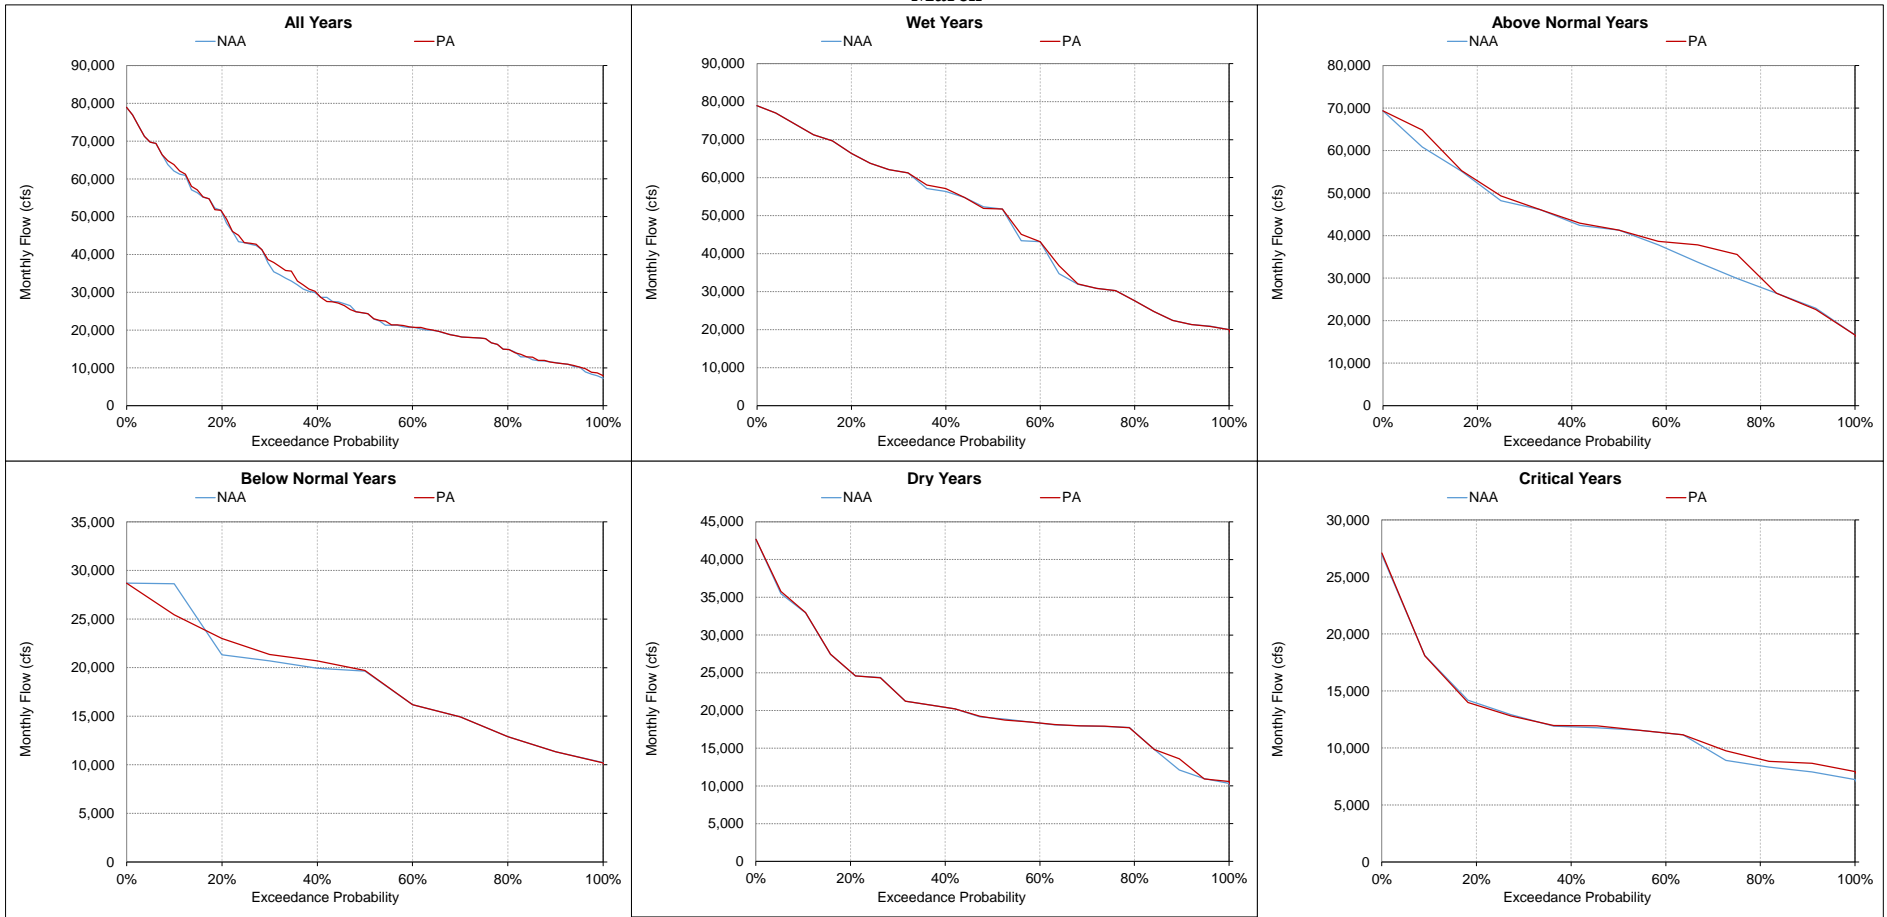 All Years
NAA PA
90,000
80,000
70,000
60,000
50,000
40,000
30,000
20,000
10,000
0
Monthly Flow (cfs)
0% 20% 40% 60% 80% 100%
Exceedance Probability
Wet Years
NAA PA
90,000
80,000
70,000
60,000
50,000
40,000
30,000
20,000
10,000
0
Monthly Flow (cfs)
0% 20% 40% 60% 80% 100%
Exceedance Probability
Above Normal Years
NAA PA
80,000
70,000
60,000
50,000
40,000
30,000
20,000
10,000
0
Monthly Flow (cfs)
0% 20% 40% 60% 80% 100%
Exceedance Probability
Below Normal Years
NAA PA
35,000
30,000
25,000
20,000
15,000
10,000
5,000
0
Monthly Flow (cfs)
0% 20% 40% 60% 80% 100%
Exceedance Probability
Dry Years
NAA PA
45,000
40,000
35,000
30,000
25,000
20,000
15,000
10,000
5,000
0
Monthly Flow (cfs)
0% 20% 40% 60% 80% 100%
Exceedance Probability
Critical Years
NAA PA
30,000
25,000
20,000
15,000
10,000
5,000
0
Monthly Flow (cfs)
0% 20% 40% 60% 80% 100%
Exceedance Probability